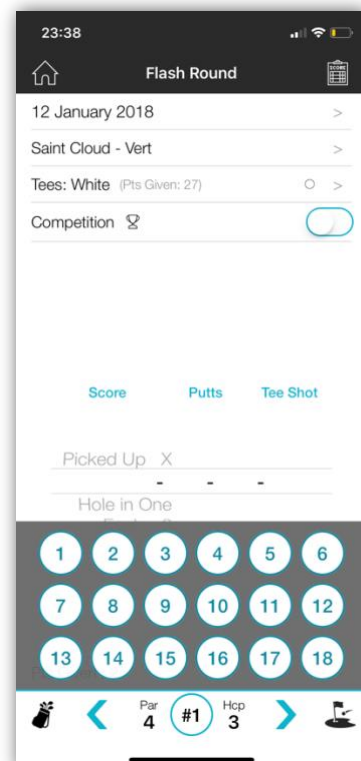 23:38
Flash Round
SCORE
12 January 2018 >
Saint Cloud - Vert >
Tees: White (Pts Given: 27) >
Competition
Score Putts Tee Shot
Picked Up X
- - -
Hole in One
1 2 3 4 5 6
7 8 9 10 11 12
13 14 15 16 17 18
Par 4 #1 Hcp 3